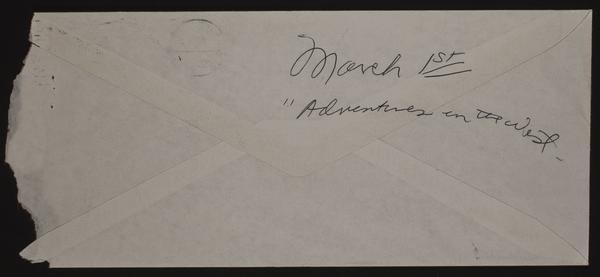 March 1st
"Adventures in the West